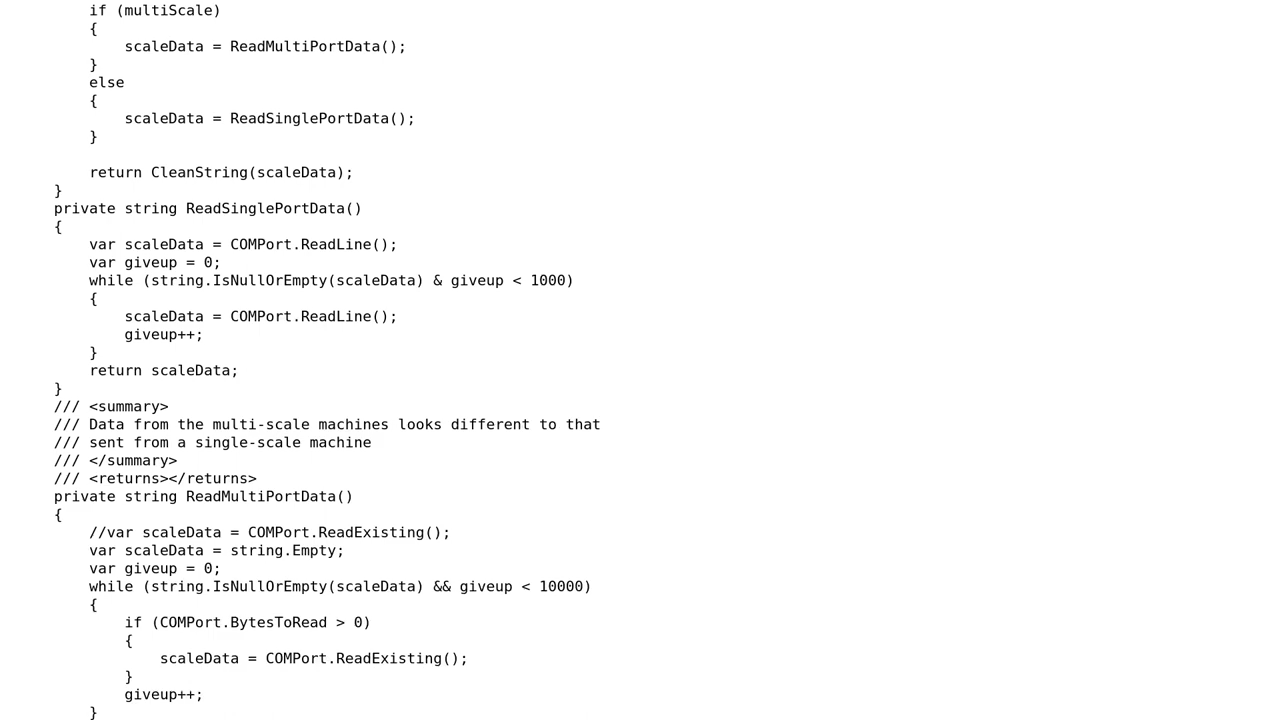 if (multiScale)
{
scaleData = ReadMultiPortData();
}
else
{
scaleData = ReadSinglePortData();
}
return CleanString(scaleData);
}
private string ReadSinglePortData()
{
var scaleData = COMPort.ReadLine();
var giveup = 0;
while (string.IsNullOrEmpty(scaleData) & giveup < 1000)
{
scaleData = COMPort.ReadLine();
giveup++;
}
return scaleData;
}
/// <summary>
/// Data from the multi-scale machines looks different to that
/// sent from a single-scale machine
/// </summary>
/// <returns></returns>
private string ReadMultiPortData()
{
//var scaleData = COMPort.ReadExisting();
var scaleData = string.Empty;
var giveup = 0;
while (string.IsNullOrEmpty(scaleData) && giveup < 10000)
{
if (COMPort.BytesToRead > 0)
{
scaleData = COMPort.ReadExisting();
}
giveup++;
}